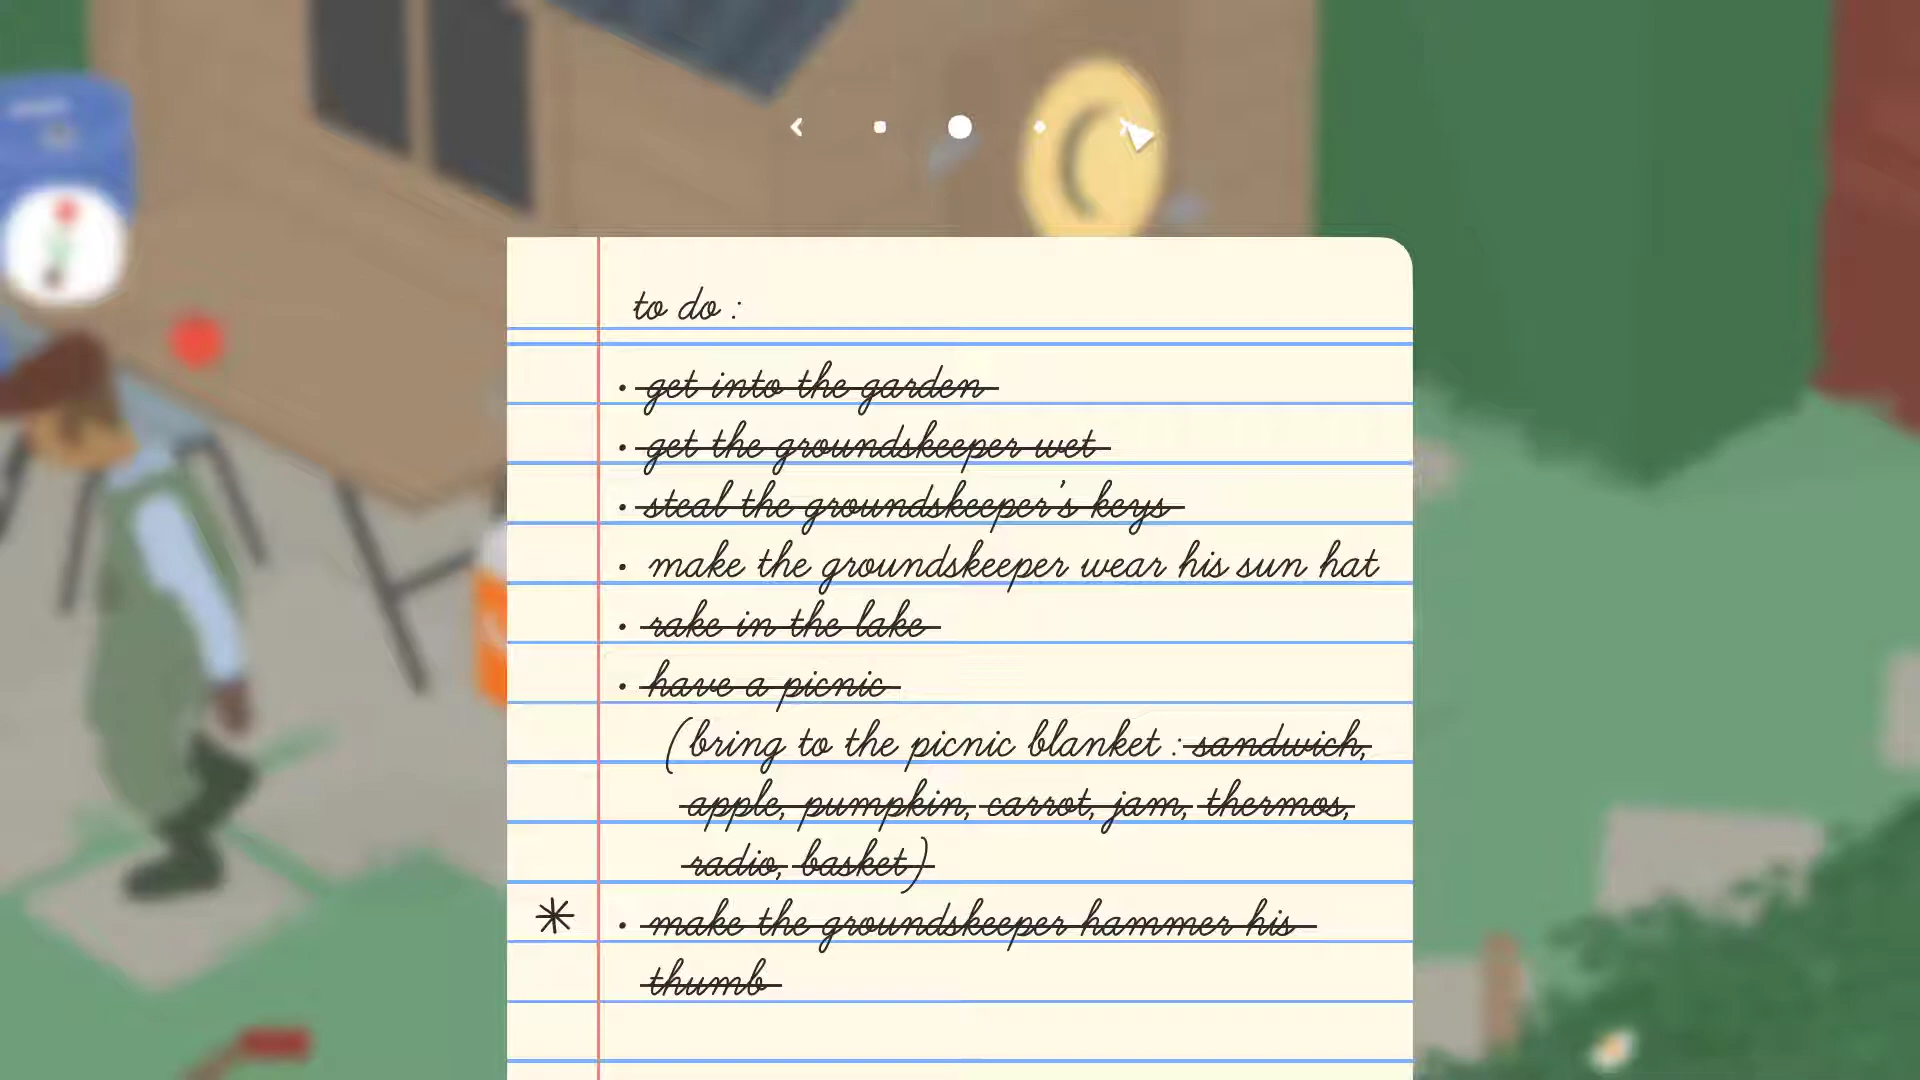 to do :
• get into the garden
• get the groundskeeper wet
• steal the groundskeeper's keys
• make the groundskeeper wear his sun hat
• rake in the lake
• have a picnic
(bring to the picnic blanket : sandwich,
apple, pumpkin, carrot, jam, thermos,
radio, basket)
* • make the groundskeeper hammer his
thumb